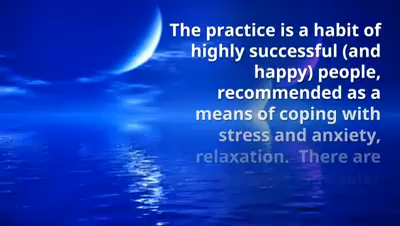 The practice is a habit of
highly successful (and
happy) people,
recommended as a
means of coping with
stress and anxiety,
relaxation.  There are